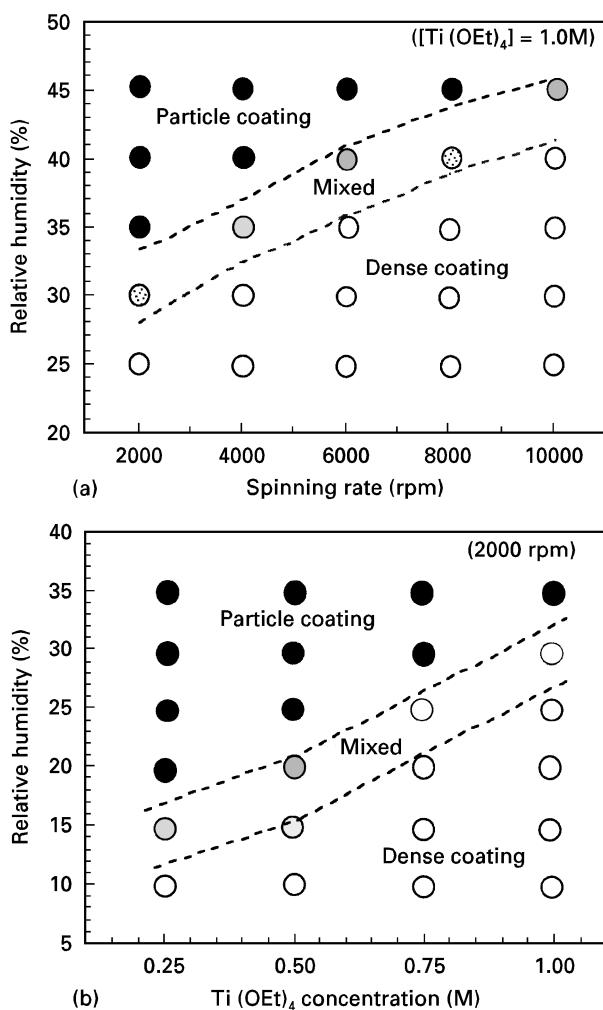 ([Ti (OEt)₄] = 1.0M)
50
45
40
35
30
25
20
Relative humidity (%)
Particle coating
Mixed
Dense coating
2000 4000 6000 8000 10000
(a) Spinning rate (rpm)
(2000 rpm)
40
35
30
25
20
15
10
5
Relative humidity (%)
Particle coating
Mixed
Dense coating
0.25 0.50 0.75 1.00
(b) Ti (OEt)₄ concentration (M)